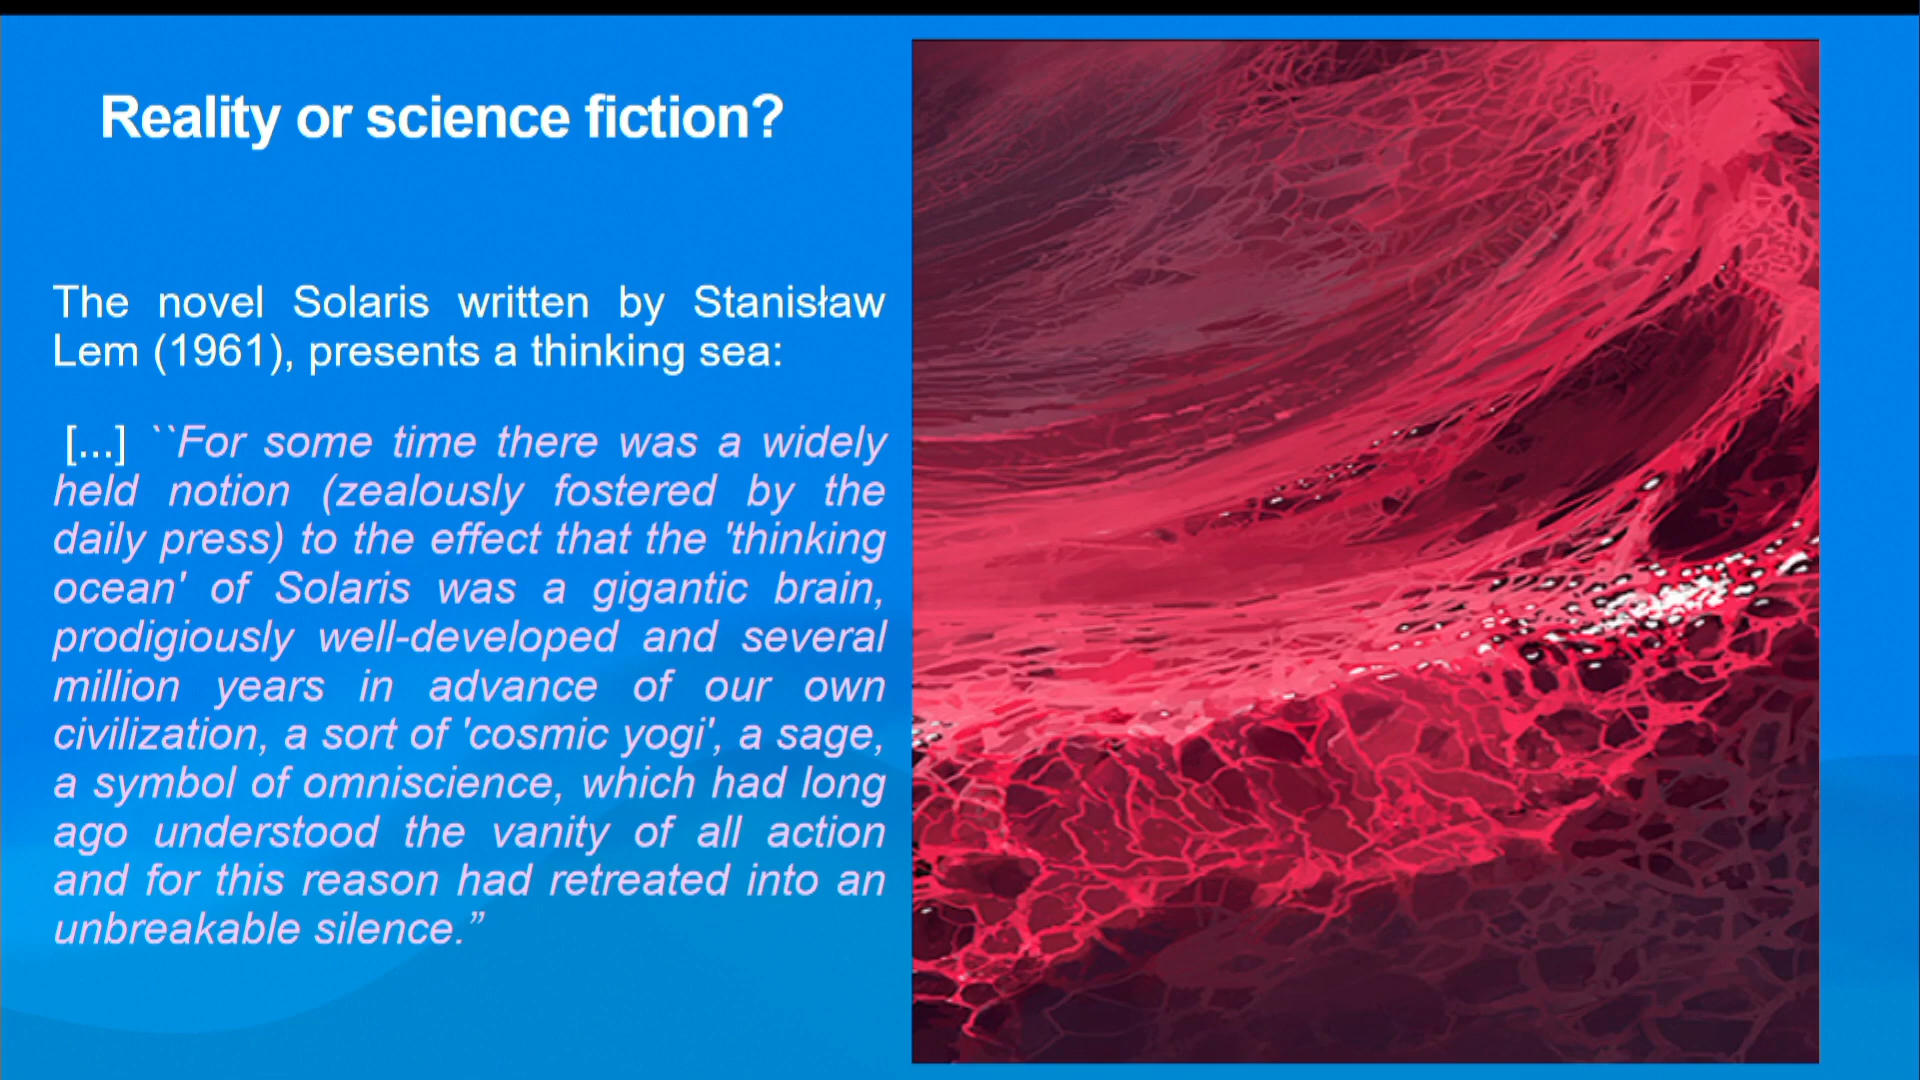 Reality or science fiction?
The novel Solaris written by Stanisław
Lem (1961), presents a thinking sea:
[...] ``For some time there was a widely
held notion (zealously fostered by the
daily press) to the effect that the 'thinking
ocean' of Solaris was a gigantic brain,
prodigiously well-developed and several
million years in advance of our own
civilization, a sort of 'cosmic yogi', a sage,
a symbol of omniscience, which had long
ago understood the vanity of all action
and for this reason had retreated into an
unbreakable silence.”